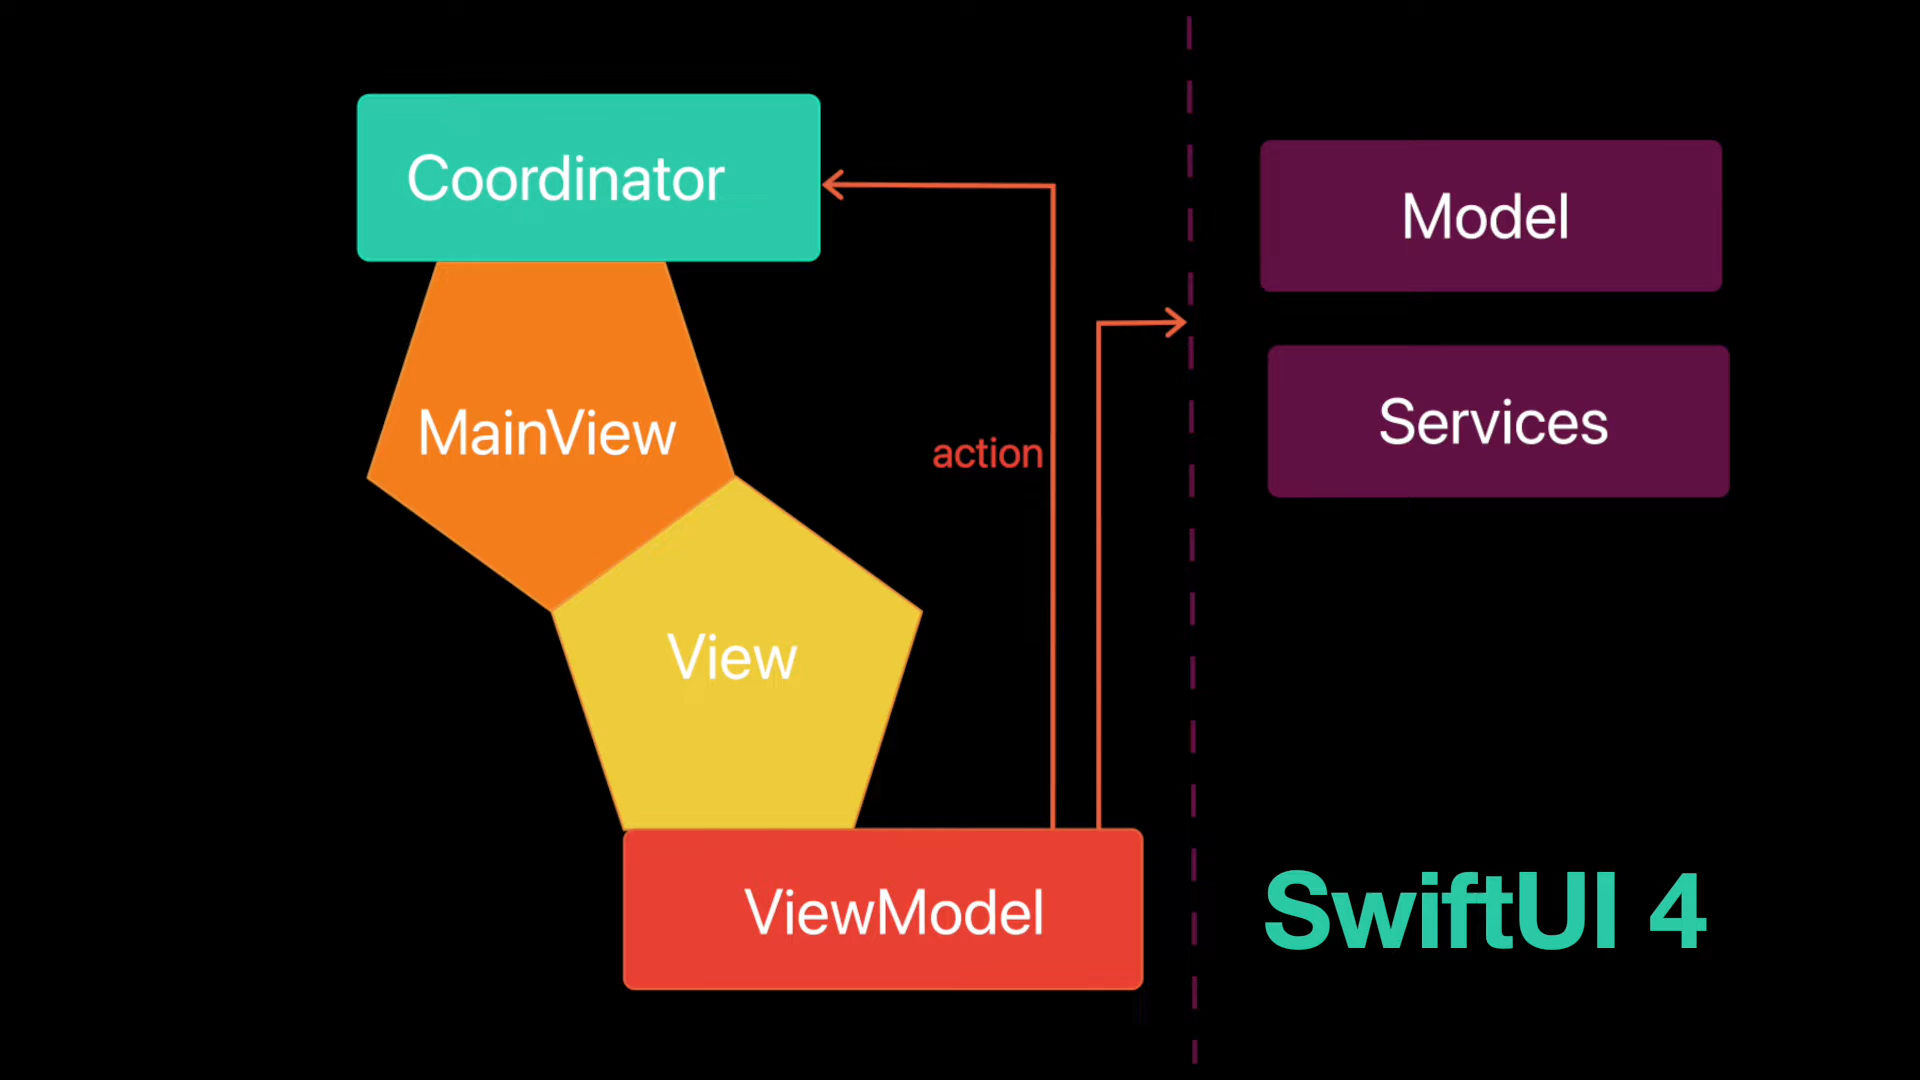 Coordinator
MainView
View
action
ViewModel
Model
Services
SwiftUI 4